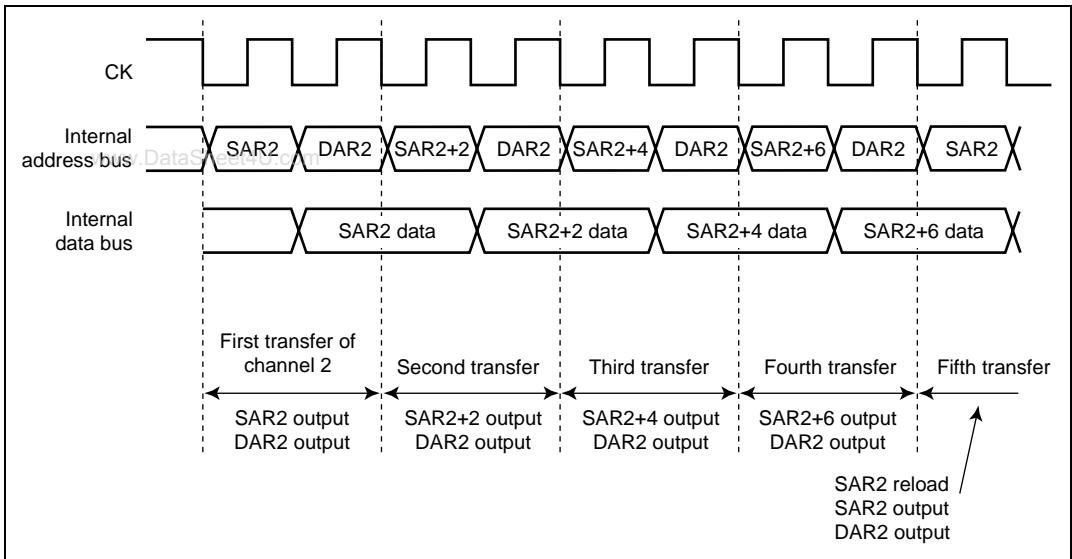 CK
Internal
address bus
www.DataSheet4U.com
SAR2 DAR2 SAR2+2 DAR2 SAR2+4 DAR2 SAR2+6 DAR2 SAR2
Internal
data bus
SAR2 data SAR2+2 data SAR2+4 data SAR2+6 data
First transfer of
channel 2
Second transfer
Third transfer
Fourth transfer
Fifth transfer
SAR2 output
DAR2 output
SAR2+2 output
DAR2 output
SAR2+4 output
DAR2 output
SAR2+6 output
DAR2 output
SAR2 reload
SAR2 output
DAR2 output